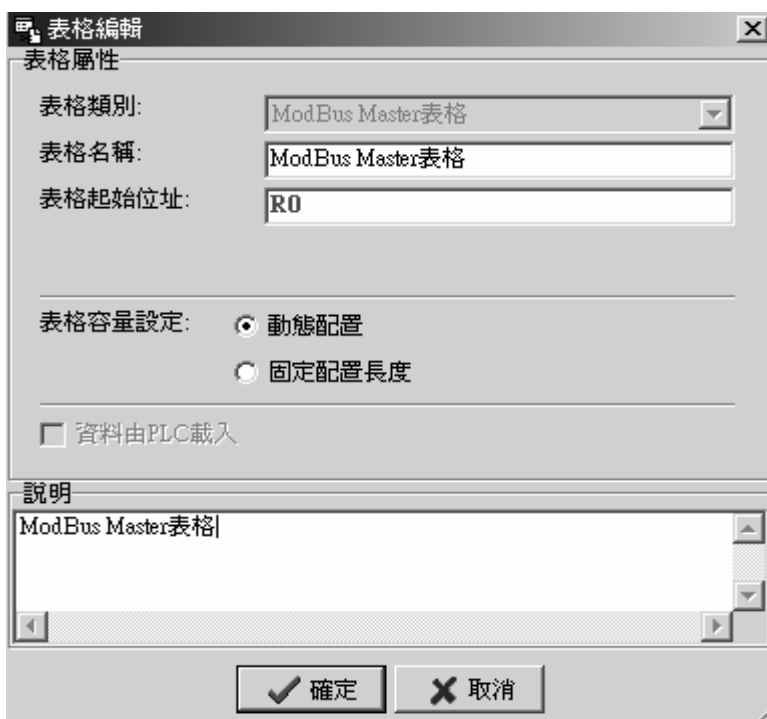 表格編輯
表格屬性
表格類別: ModBus Master表格
表格名稱: ModBus Master表格
表格起始位址: R0
表格容量設定: 動態配置
固定配置長度
資料由PLC載入
說明
ModBus Master表格
確定 取消